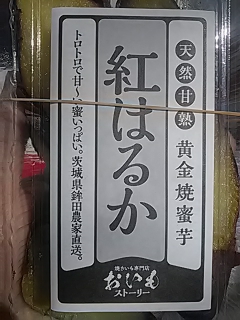 天然甘熟 黄金焼蜜芋
紅はるか
トロトロで甘〜い蜜いっぱい。茨城県鉾田農家直送。
焼きいも専門店
おいも
ストーリー